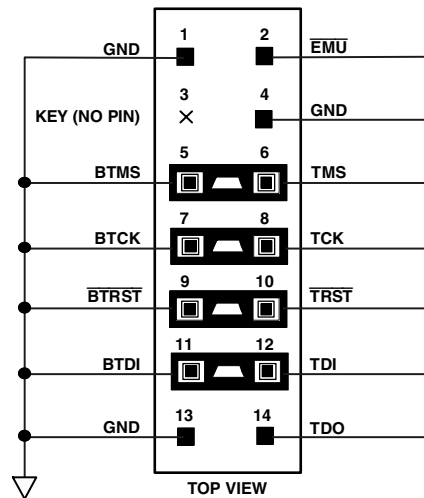 1 2
GND EMU
3 4
KEY (NO PIN) GND
5 6
BTMS TMS
7 8
BTCK TCK
9 10
BTRST TRST
11 12
BTDI TDI
13 14
GND TDO
TOP VIEW